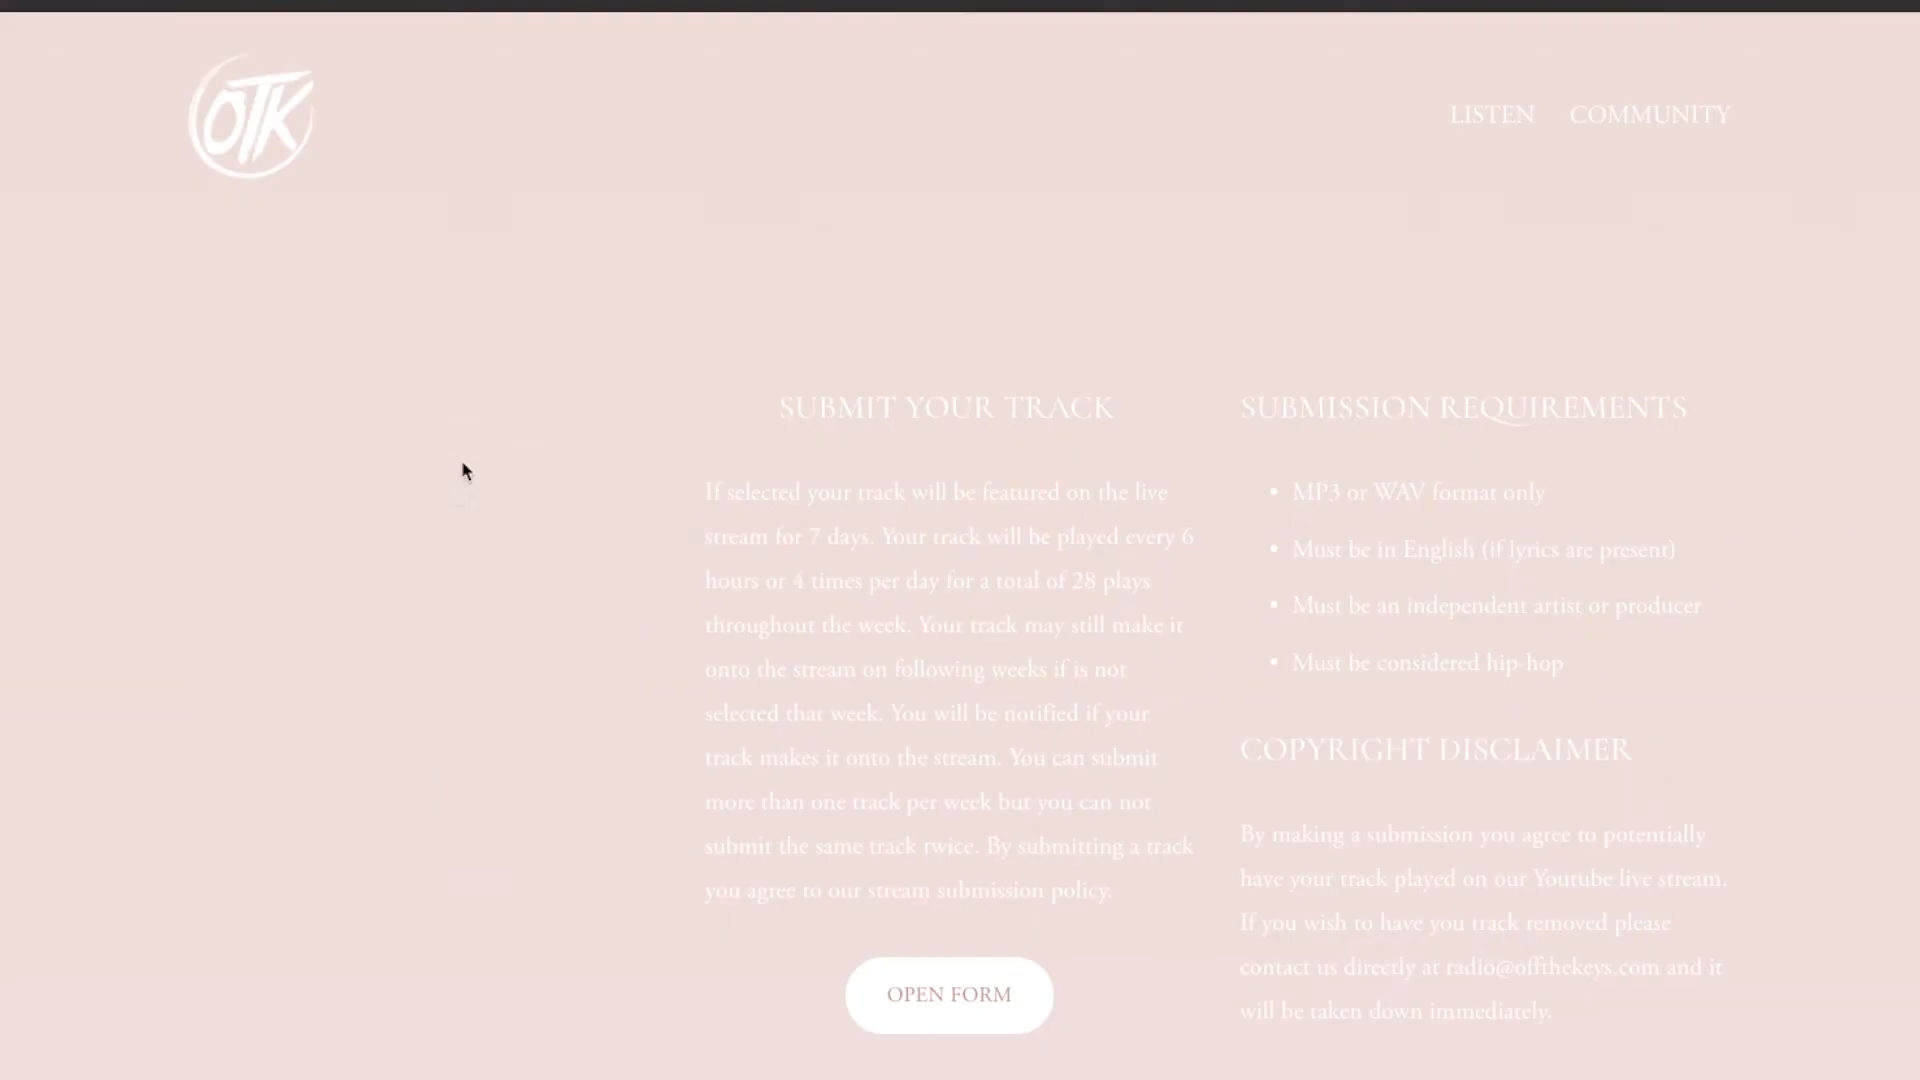 OTK
LISTEN COMMUNITY
SUBMIT YOUR TRACK
If selected your track will be featured on the live
stream for 7 days. Your track will be played every 6
hours or 4 times per day for a total of 28 plays
throughout the week. Your track may still make it
onto the stream on following weeks if is not
selected that week. You will be notified if your
track makes it onto the stream. You can submit
more than one track per week but you can not
submit the same track twice. By submitting a track
you agree to our stream submission policy.
OPEN FORM
SUBMISSION REQUIREMENTS
• MP3 or WAV format only
• Must be in English (if lyrics are present)
• Must be an independent artist or producer
• Must be considered hip-hop
COPYRIGHT DISCLAIMER
By making a submission you agree to potentially
have your track played on our Youtube live stream.
If you wish to have you track removed please
contact us directly at radio@offthekeys.com and it
will be taken down immediately.